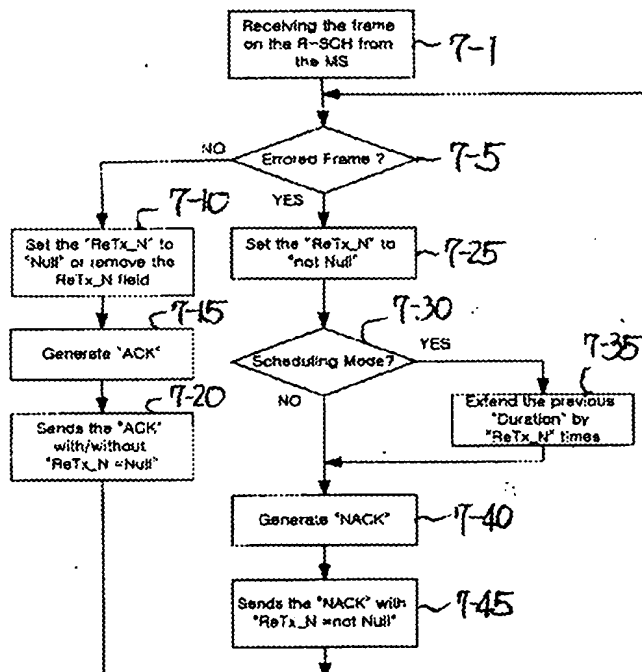 Receiving the frame
on the R-SCH from
the MS
7-1
NO
Errored Frame ?
7-5
YES
7-10
Set the "ReTx_N" to
"Null" or remove the
ReTx_N field
Set the "ReTx_N" to
"not Null"
7-25
7-15
Generate "ACK"
7-30
Scheduling Mode?
YES
7-35
NO
Extend the previous
"Duration" by
"ReTx_N" times
7-20
Sends the "ACK"
with/without
"ReTx_N =Null"
Generate "NACK"
7-40
Sends the "NACK" with
"ReTx_N =not Null"
7-45